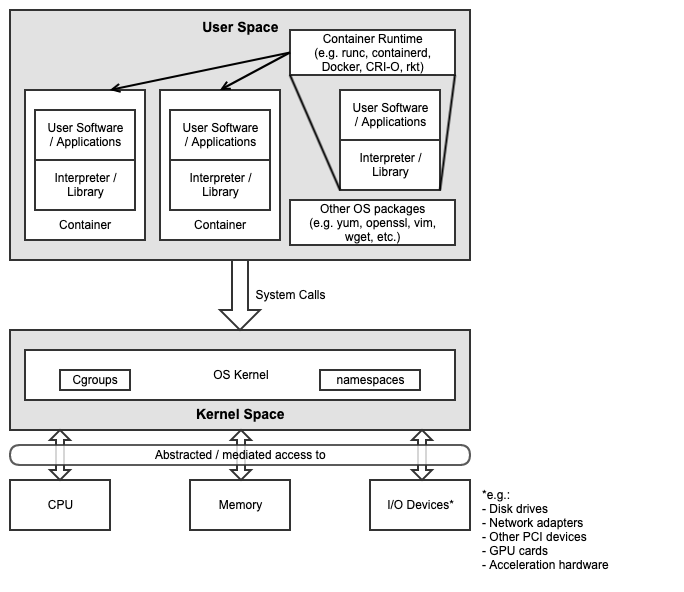 User Space
Container Runtime
(e.g. runc, containerd,
Docker, CRI-O, rkt)
User Software
/ Applications
Interpreter /
Library
Container
User Software
/ Applications
Interpreter /
Library
Container
User Software
/ Applications
Interpreter /
Library
Other OS packages
(e.g. yum, openssl, vim,
wget, etc.)
System Calls
Cgroups
OS Kernel
namespaces
Kernel Space
Abstracted / mediated access to
CPU
Memory
I/O Devices*
*e.g.:
- Disk drives
- Network adapters
- Other PCI devices
- GPU cards
- Acceleration hardware